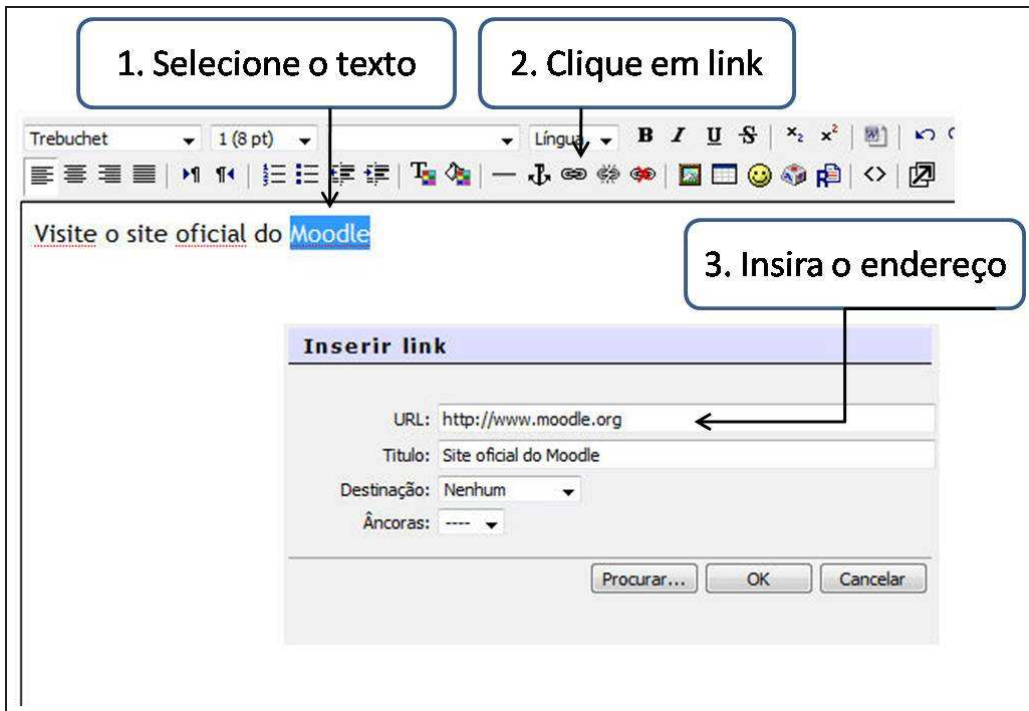 1. Selecione o texto
2. Clique em link
Trebuchet 1 (8 pt) Língua B I U S x₂ x²
Visite o site oficial do Moodle
3. Insira o endereço
Inserir link
URL: http://www.moodle.org
Titulo: Site oficial do Moodle
Destinação: Nenhum
Âncoras: ----
Procurar... OK Cancelar